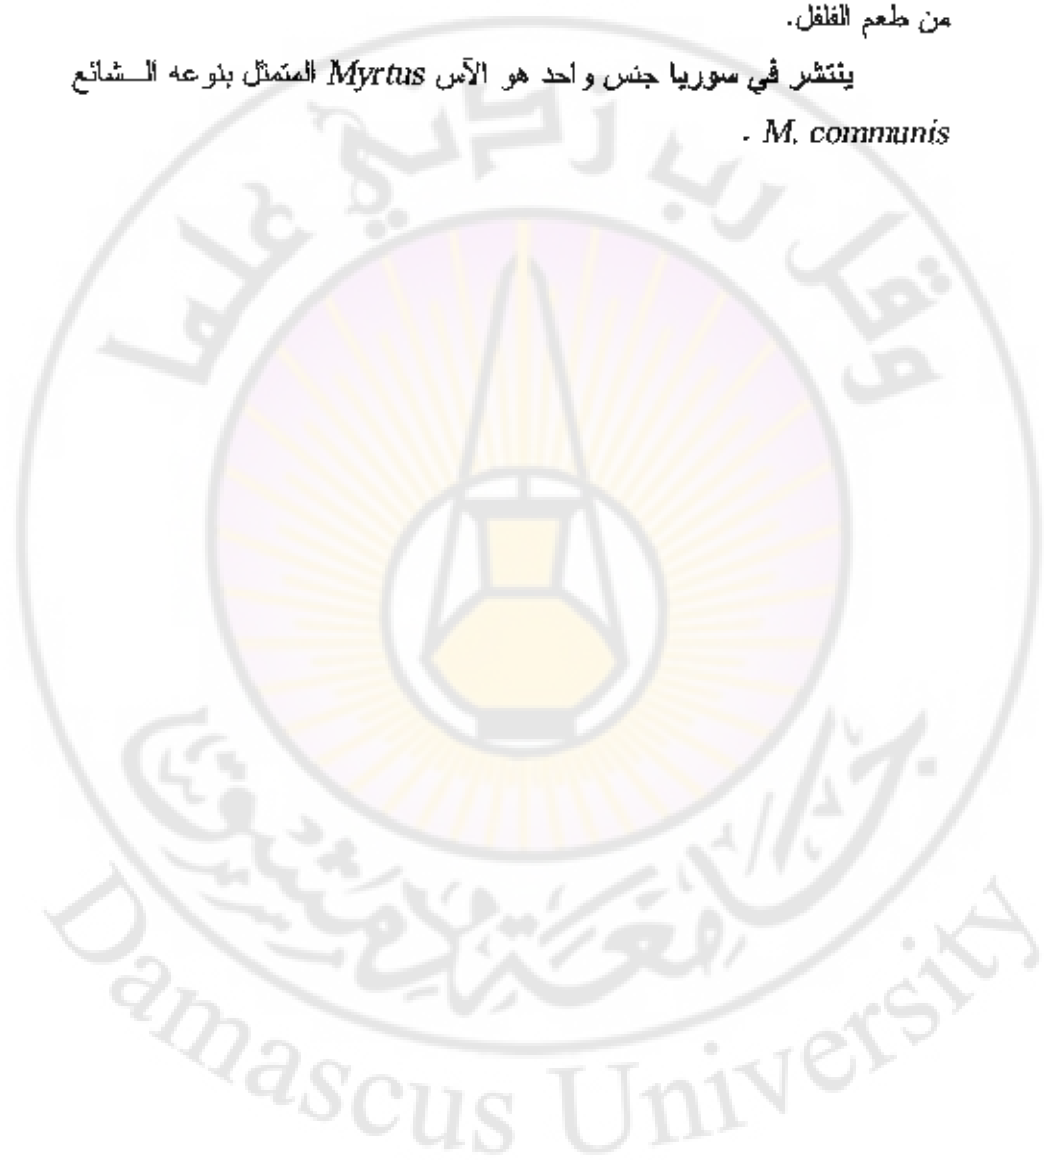 من طعم الفلفل.
ينتشر في سوريا جنس واحد هو الآس Myrtus المتمثل بنوعه الـــشائع
M. communis .
وقل رب زدني علما
جامعة دمشق
Damascus University